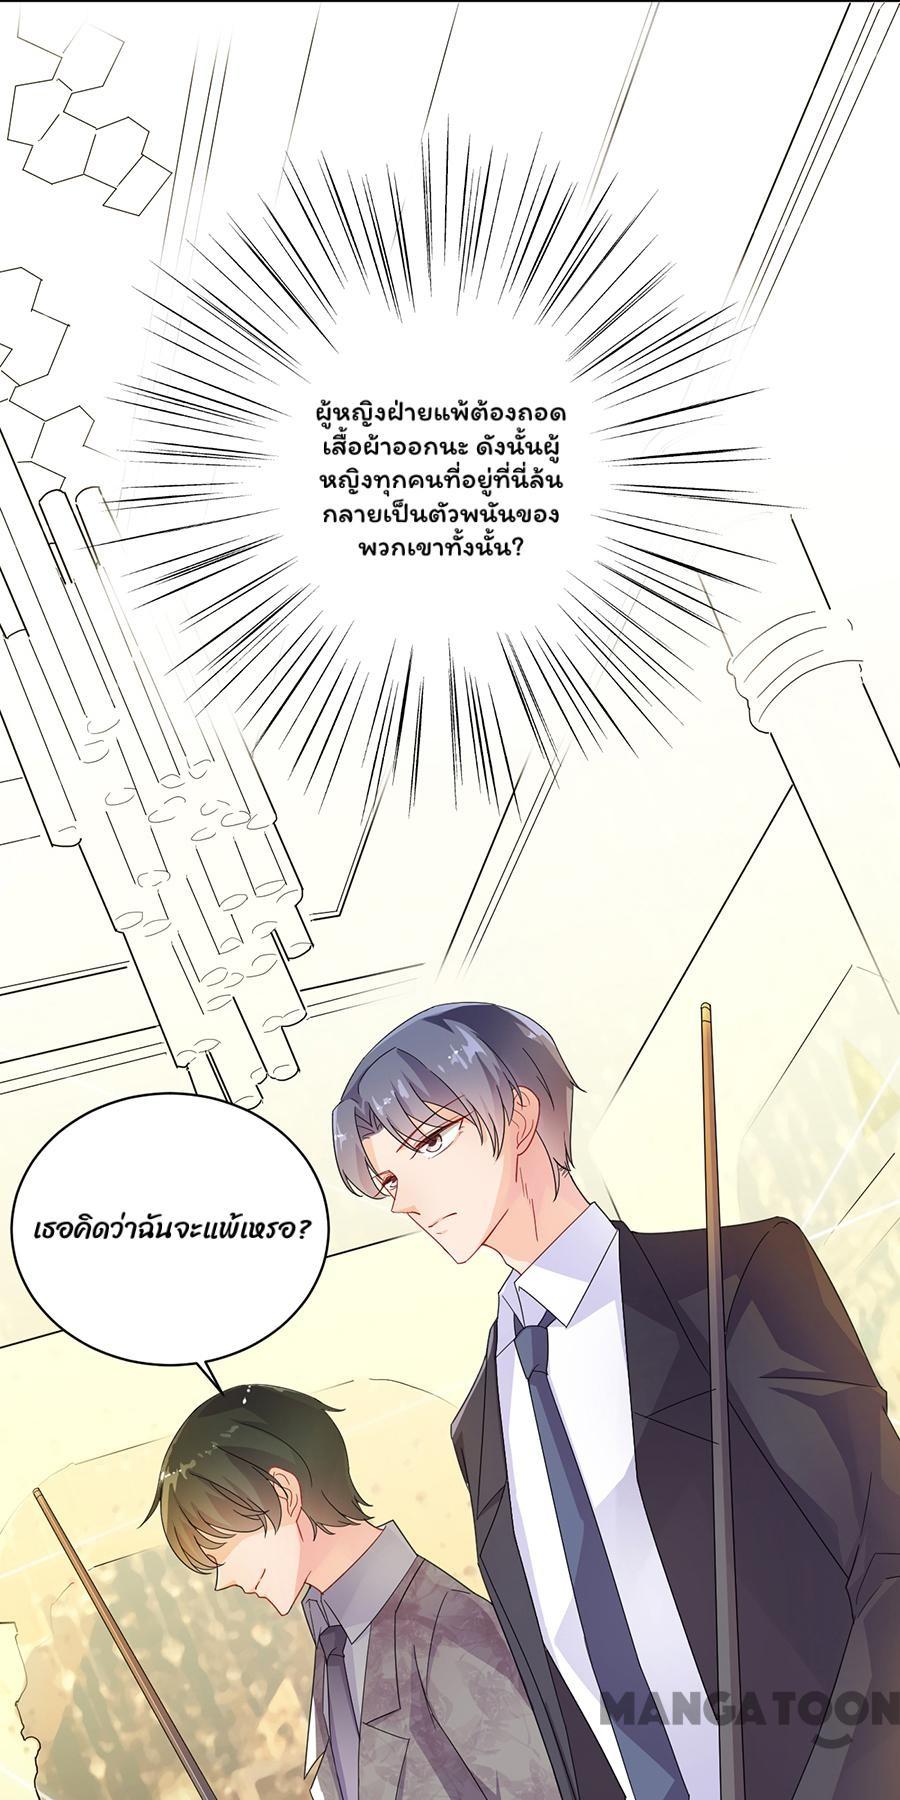 ผู้หญิงฝ่ายแพ้ต้องถอด
เสื้อผ้าออกนะ ดังนั้นผู้
หญิงทุกคนที่อยู่ที่นี่ล้น
กลายเป็นตัวพนันของ
พวกเขาทั้งนั้น?
เธอคิดว่าฉันจะแพ้เหรอ?
MANGATOON